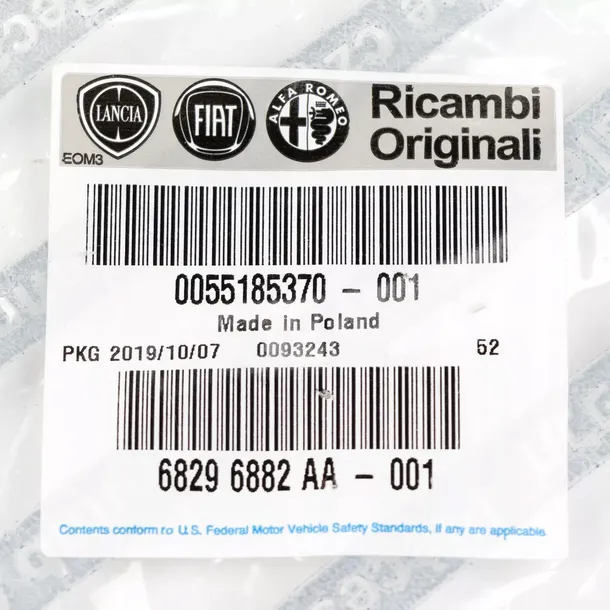 LANCIA FIAT ALFA ROMEO Ricambi
Originali
EOM3
0055185370 - 001
Made in Poland
PKG 2019/10/07 0093243 52
6829 6882 AA - 001
Contents conform to U.S. Federal Motor Vehicle Safety Standards, if any are applicable.